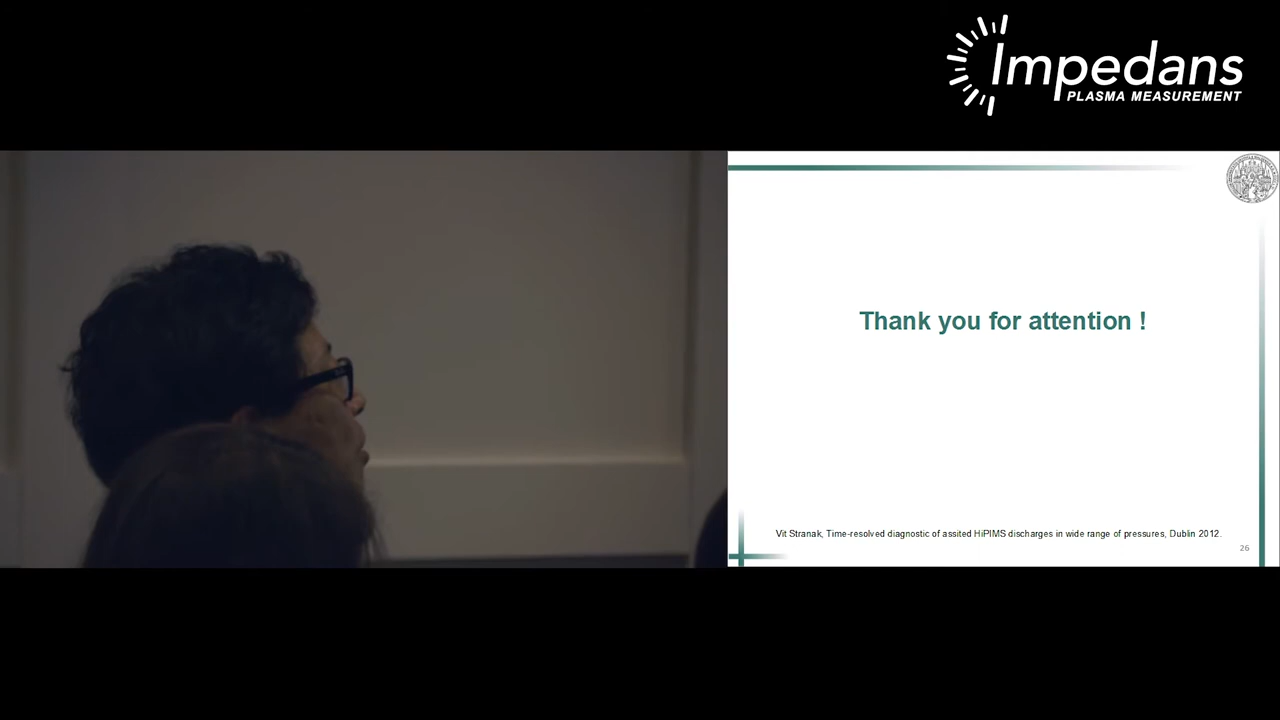 Impedans
PLASMA MEASUREMENT
Thank you for attention !
Vit Stranak, Time-resolved diagnostic of assited HiPIMS discharges in wide range of pressures, Dublin 2012.
26